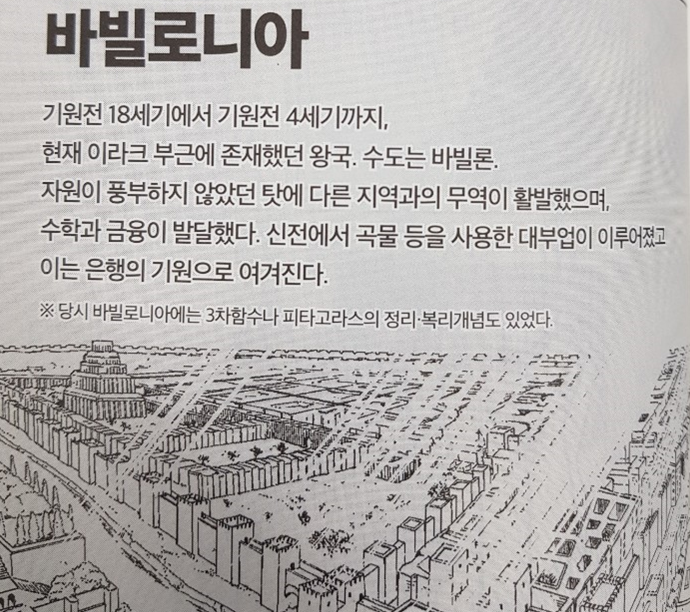 바빌로니아
기원전 18세기에서 기원전 4세기까지,
현재 이라크 부근에 존재했던 왕국. 수도는 바빌론.
자원이 풍부하지 않았던 탓에 다른 지역과의 무역이 활발했으며,
수학과 금융이 발달했다. 신전에서 곡물 등을 사용한 대부업이 이루어졌고
이는 은행의 기원으로 여겨진다.
※ 당시 바빌로니아에는 3차함수나 피타고라스의 정리·복리개념도 있었다.